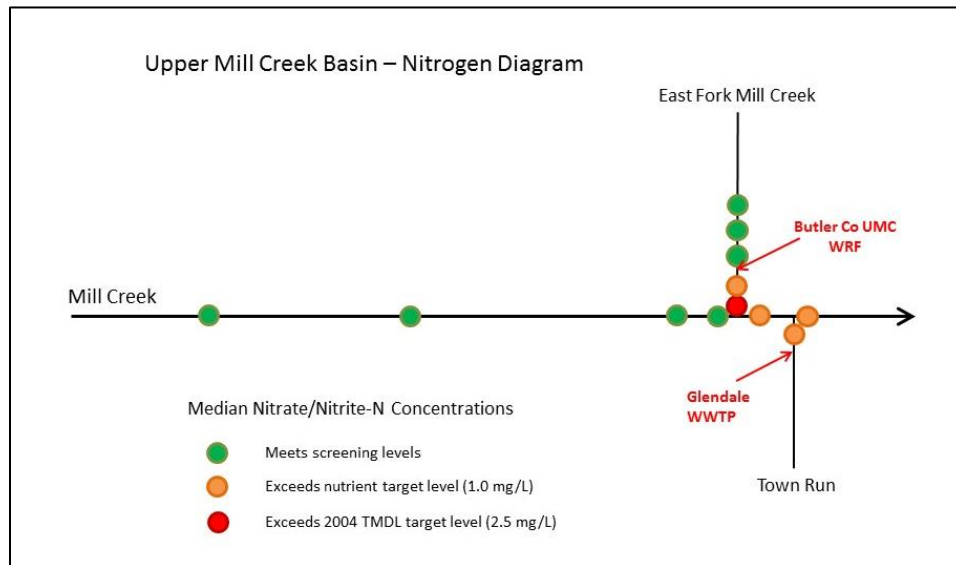 Upper Mill Creek Basin – Nitrogen Diagram
East Fork Mill Creek
Butler Co UMC
WRF
Mill Creek
Glendale
WWTP
Median Nitrate/Nitrite-N Concentrations
Meets screening levels
Exceeds nutrient target level (1.0 mg/L)
Exceeds 2004 TMDL target level (2.5 mg/L)
Town Run